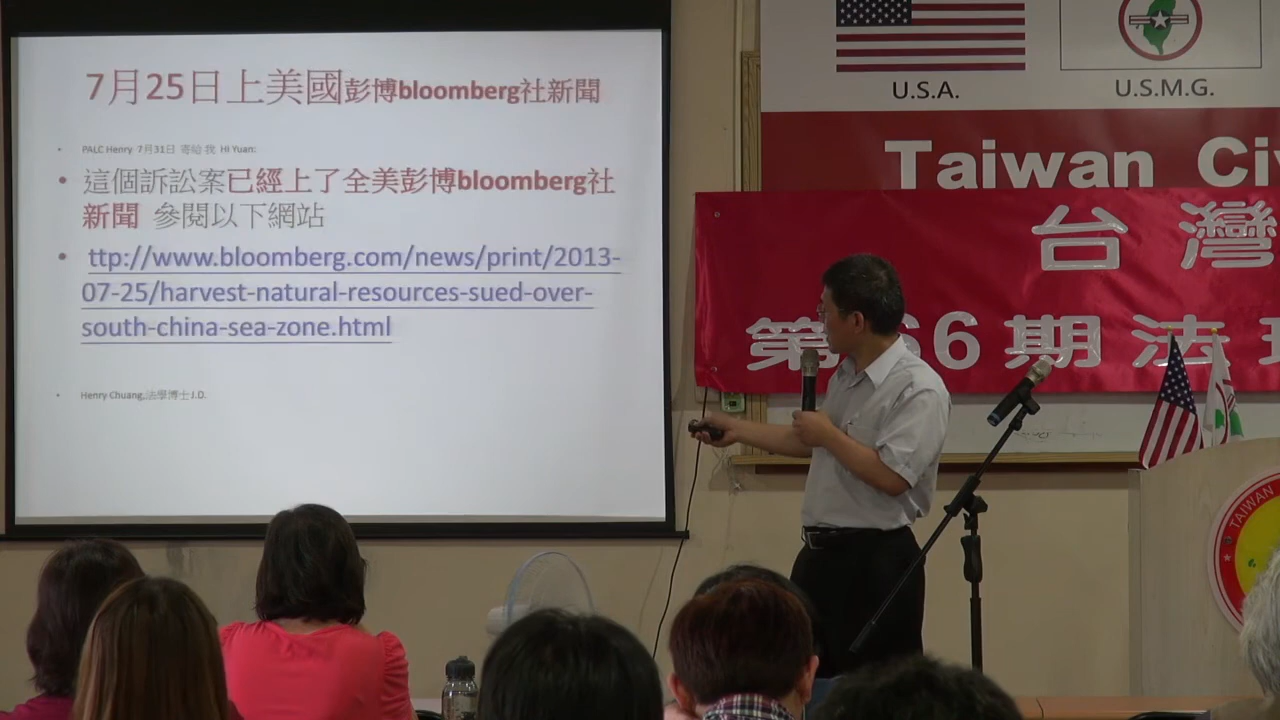 7月25日上美國彭博bloomberg社新聞
• PALC Henry 7月31日 寄給 我 Hi Yuan:
• 這個訴訟案已經上了全美彭博bloomberg社
新聞 參閱以下網站
• ttp://www.bloomberg.com/news/print/2013-
07-25/harvest-natural-resources-sued-over-
south-china-sea-zone.html
• Henry Chuang,法學博士 J.D.
U.S.A.
U.S.M.G.
Taiwan Ci
台灣
第 66期法
TAIWAN